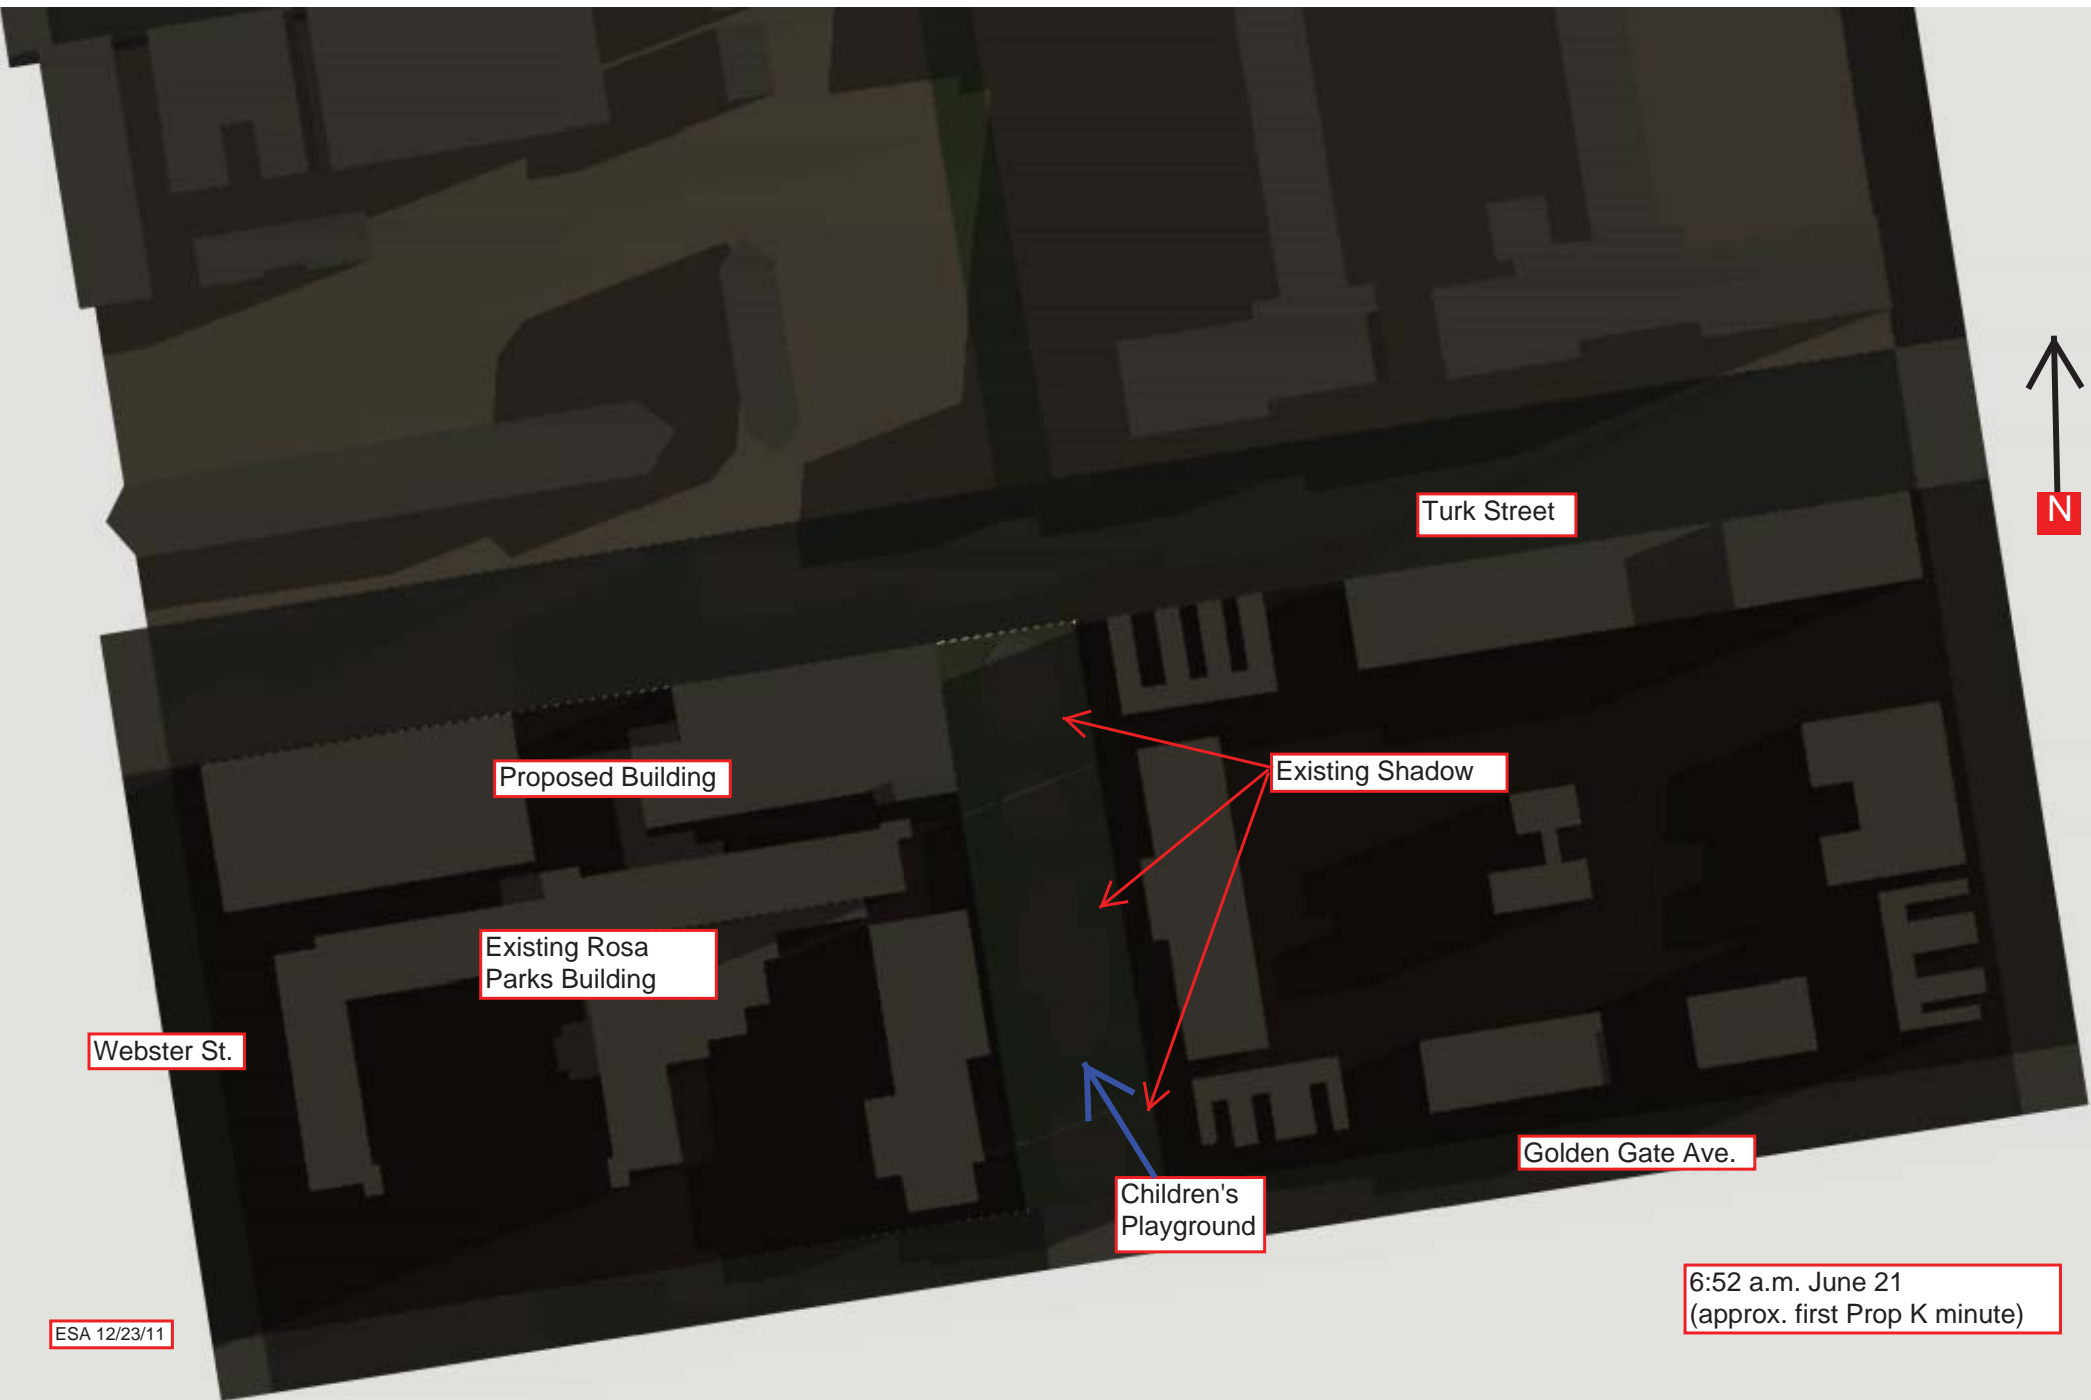 Turk Street
N
Proposed Building
Existing Shadow
Existing Rosa
Parks Building
Webster St.
Golden Gate Ave.
Children's
Playground
6:52 a.m. June 21
(approx. first Prop K minute)
ESA 12/23/11